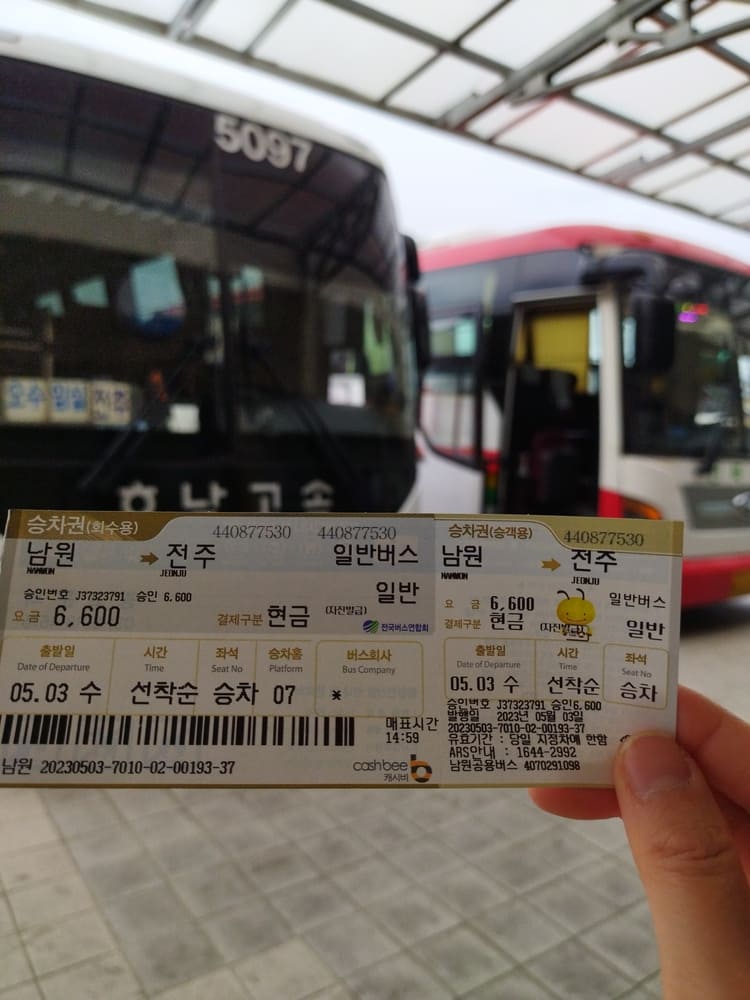 5097
오수 임실 전주
호남고속
승차권(회수용) 440877530 440877530
남원 → 전주 일반버스
NAMWON JEONJU
승인번호 J37323791 승인 6,600 일반
요금 6,600 결제구분 현금 (자진발급) 전국버스연합회
출발일 시간 좌석 승차홈 버스회사
Date of Departure Time Seat No Platform Bus Company
05.03 수 선착순 승차 07 *
매표시간
14:59
남원 20230503-7010-02-00193-37
cashbee
캐시비
승차권(승객용) 440877530
남원 → 전주
NAMWON JEONJU
요 금 6,600 일반버스
결제구분 현금 (자진발급) 일반
출발일 시간 좌석
Date of Departure Time Seat No
05.03 수 선착순 승차
승인번호 J37323791 승인6,600
발행일 2023년 05월 03일
20230503-7010-02-00193-37
유효기간 : 당일 지정차에 한함
ARS안내 : 1644-2992
남원공용버스 4070291098